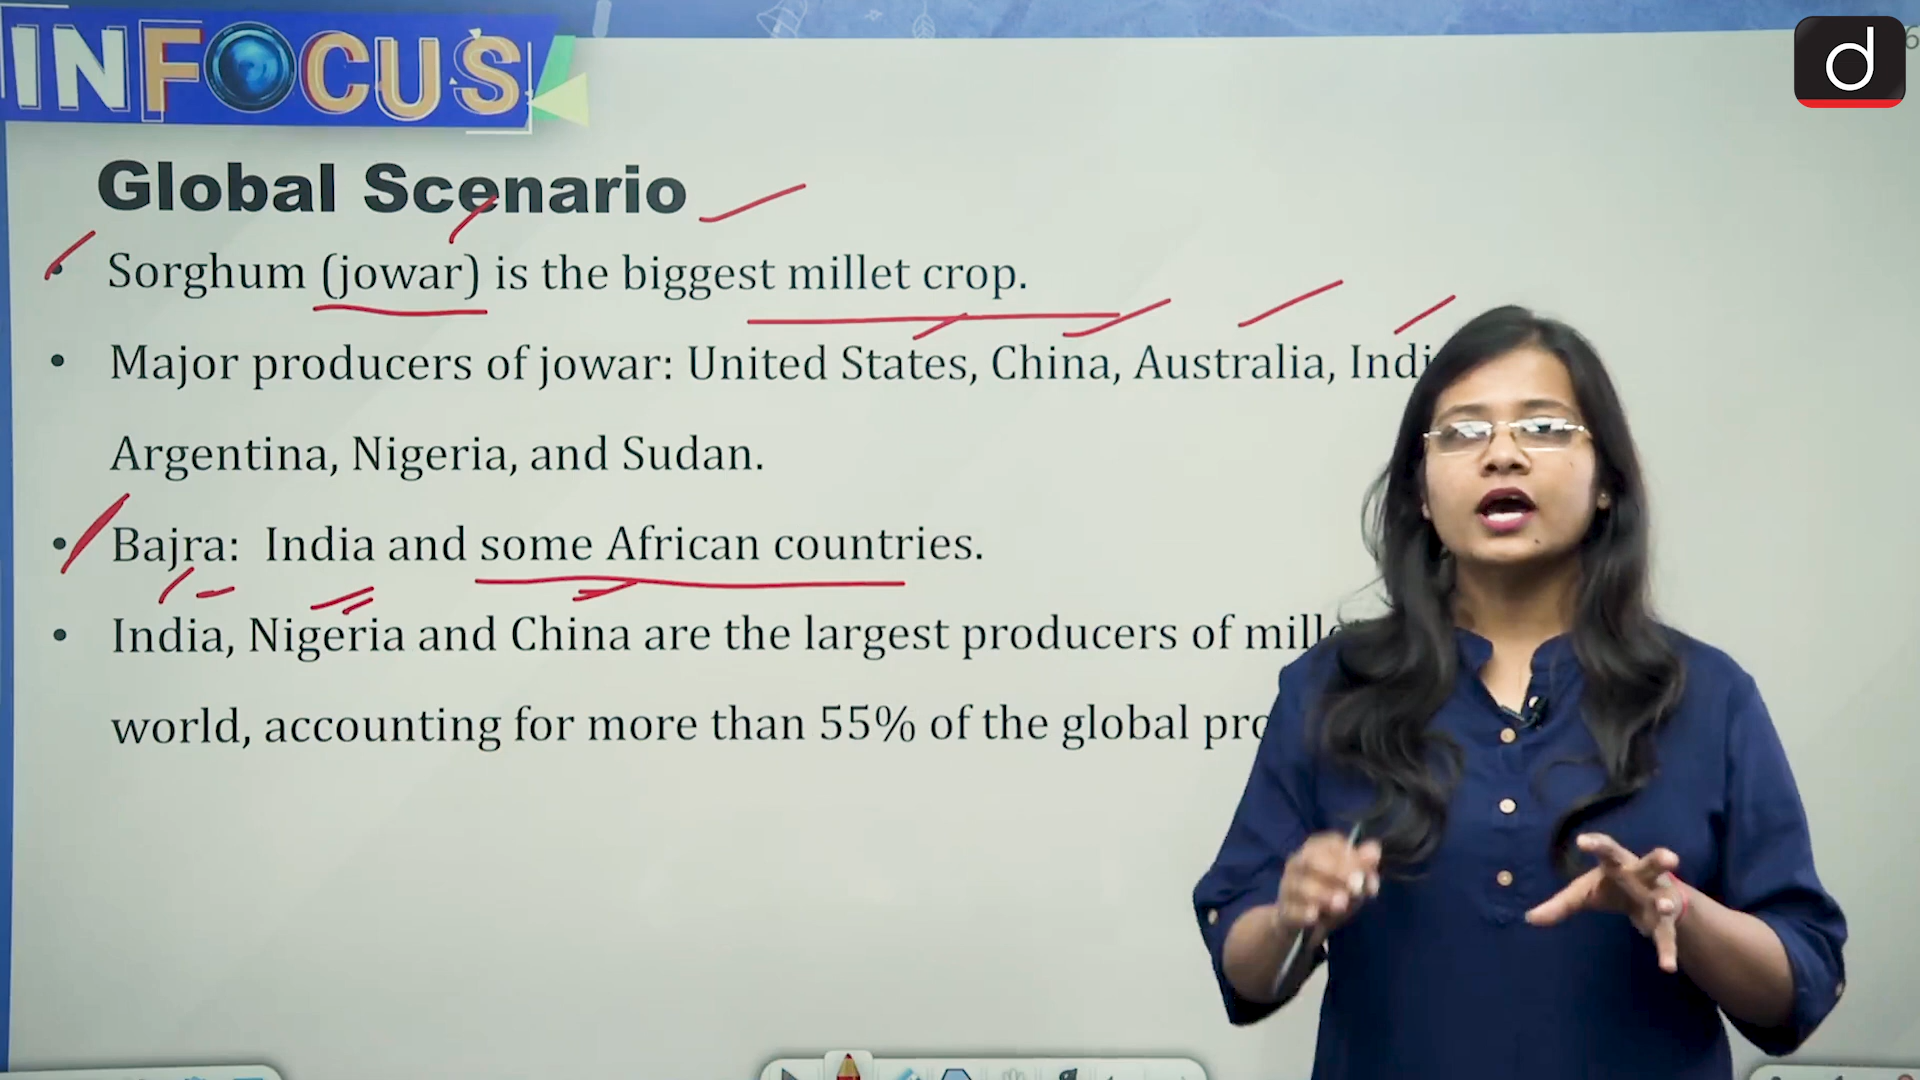 INFOCUS
d
6
Global Scenario
• Sorghum (jowar) is the biggest millet crop.
• Major producers of jowar: United States, China, Australia,
Argentina, Nigeria, and Sudan.
• Bajra: India and some African countries.
• India, Nigeria and China are the largest producers of
world, accounting for more than 55% of the global